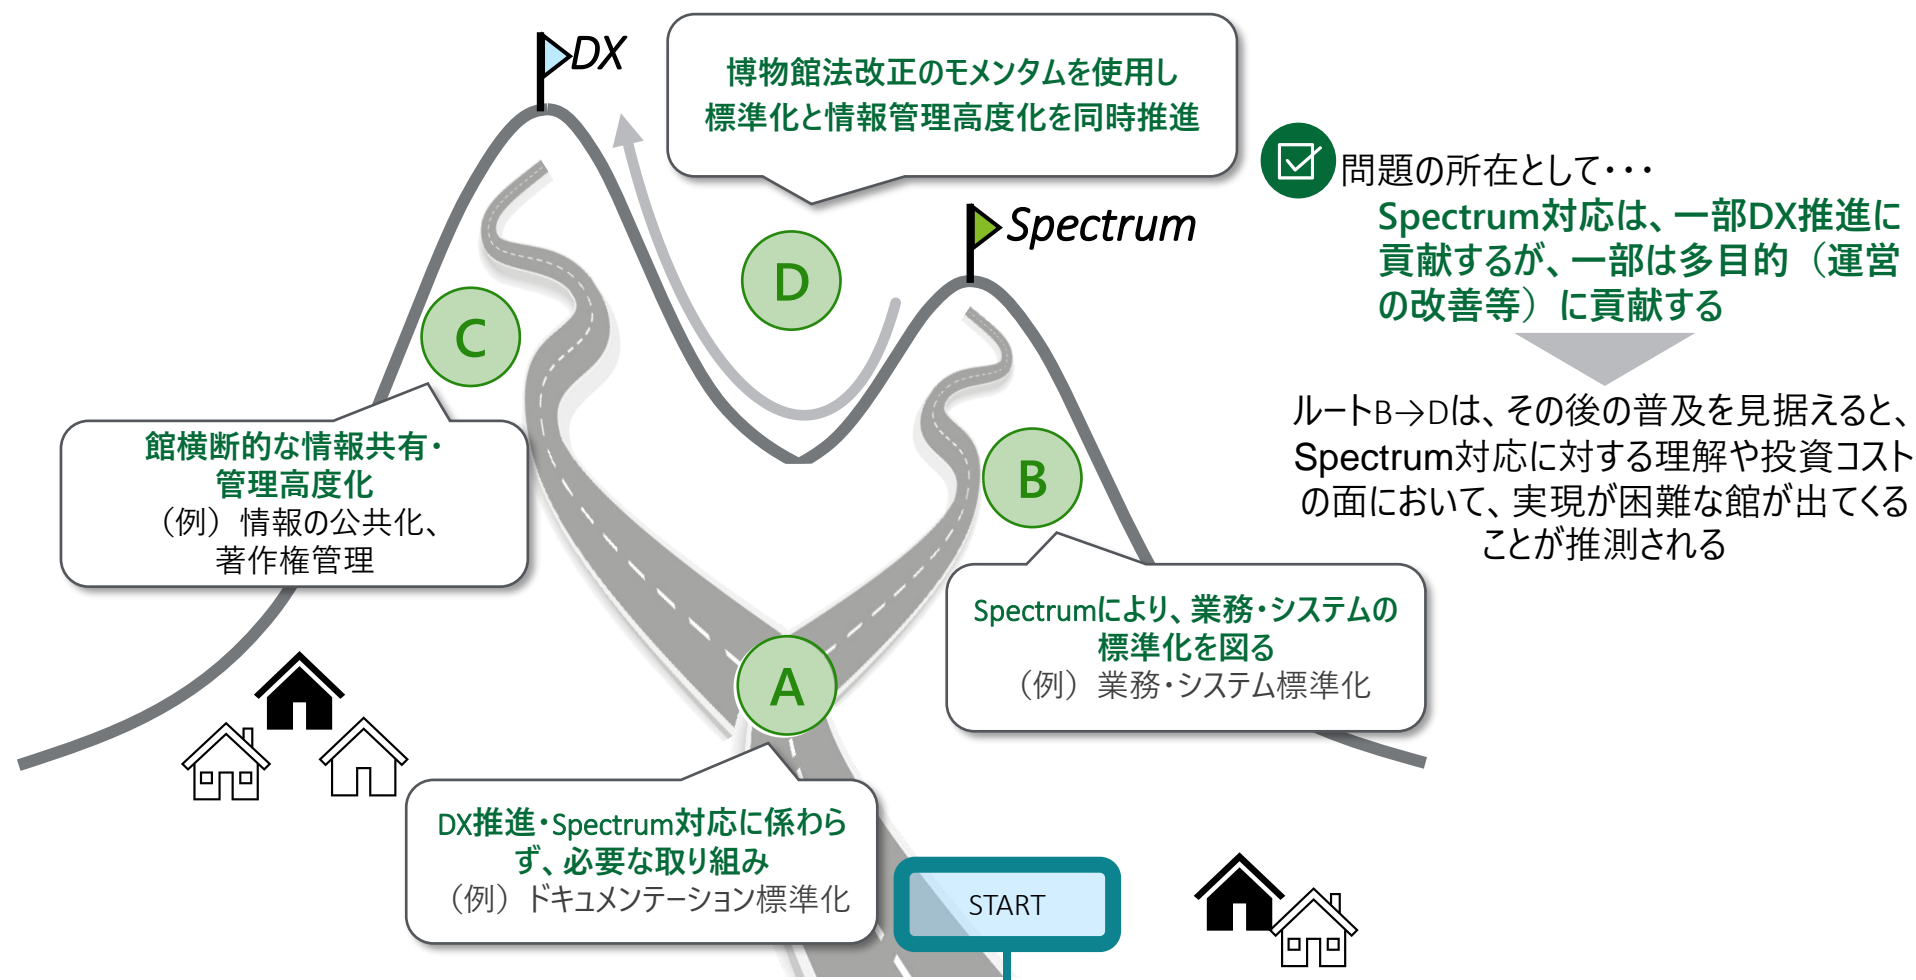 DX
博物館法改正のモメンタムを使用し
標準化と情報管理高度化を同時推進
Spectrum
D
C
館横断的な情報共有・
管理高度化
（例）情報の公共化、
著作権管理
B
Spectrumにより、業務・システムの
標準化を図る
（例）業務・システム標準化
A
DX推進・Spectrum対応に係わら
ず、必要な取り組み
（例）ドキュメンテーション標準化
START
問題の所在として・・・
Spectrum対応は、一部DX推進に
貢献するが、一部は多目的（運営
の改善等）に貢献する
ルートB→Dは、その後の普及を見据えると、
Spectrum対応に対する理解や投資コスト
の面において、実現が困難な館が出てくる
ことが推測される